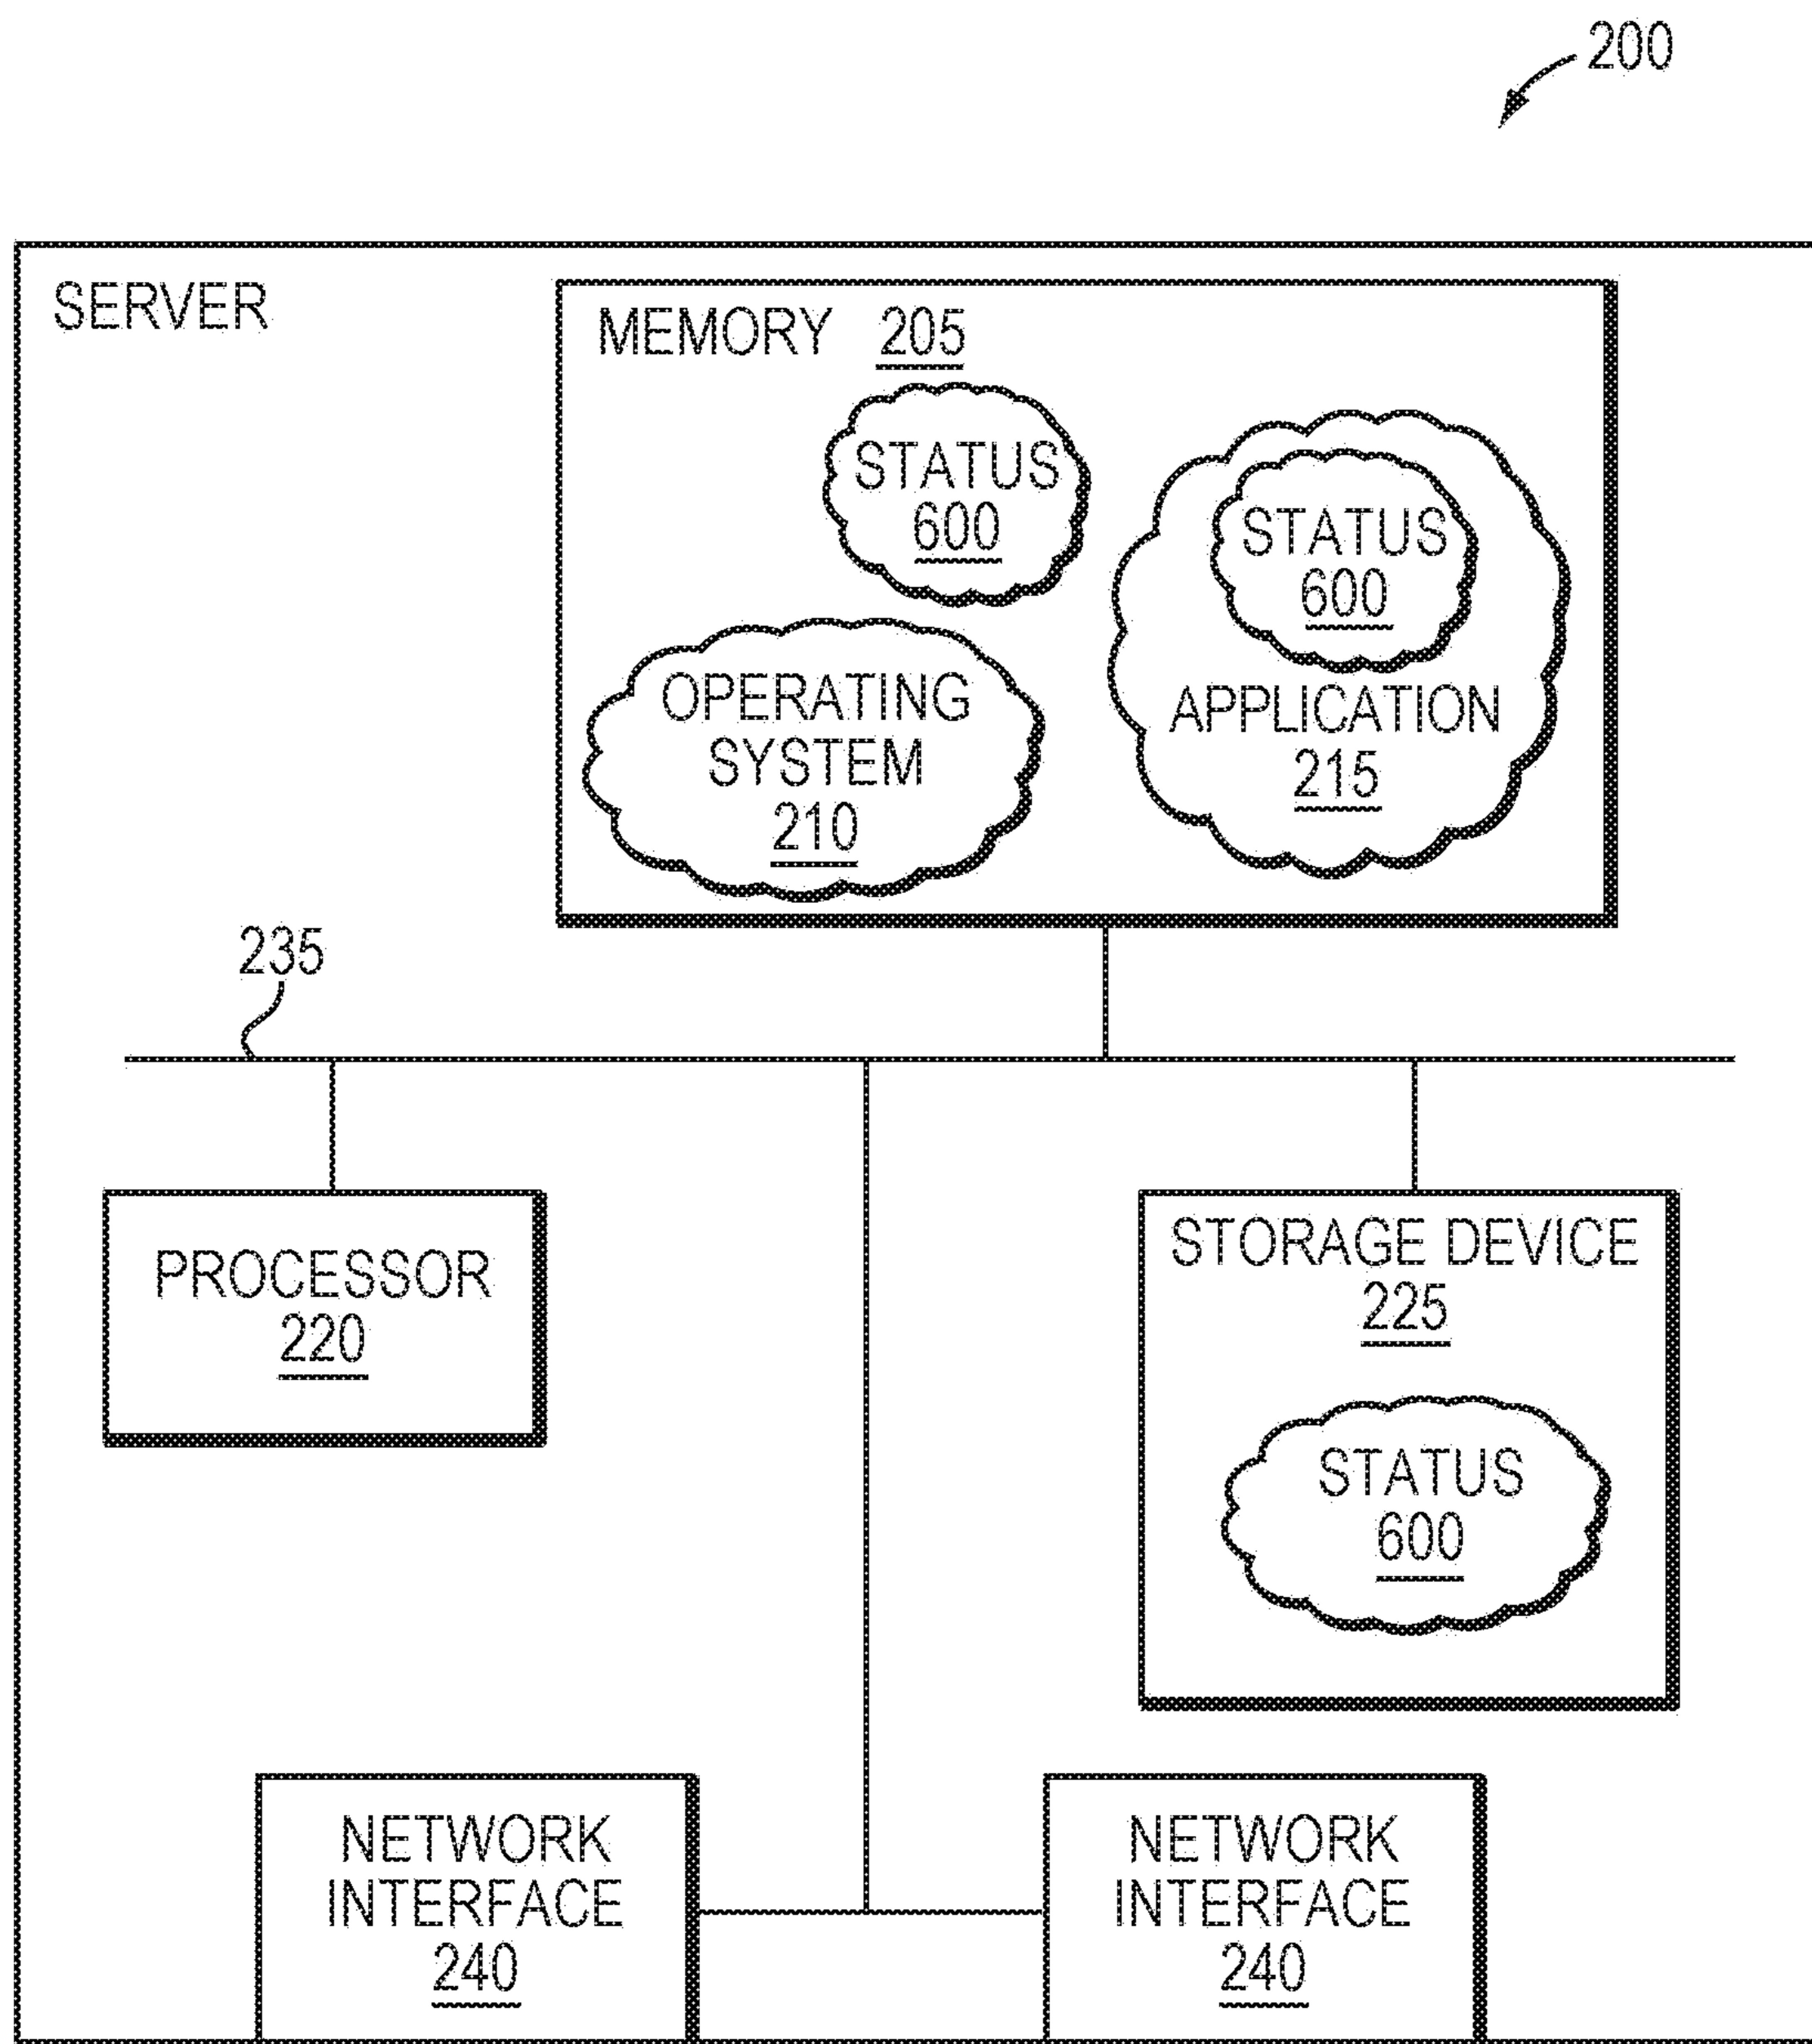 200
SERVER
MEMORY 205
STATUS
600
STATUS
600
OPERATING
SYSTEM
210
APPLICATION
215
235
PROCESSOR
220
STORAGE DEVICE
225
STATUS
600
NETWORK
INTERFACE
240
NETWORK
INTERFACE
240